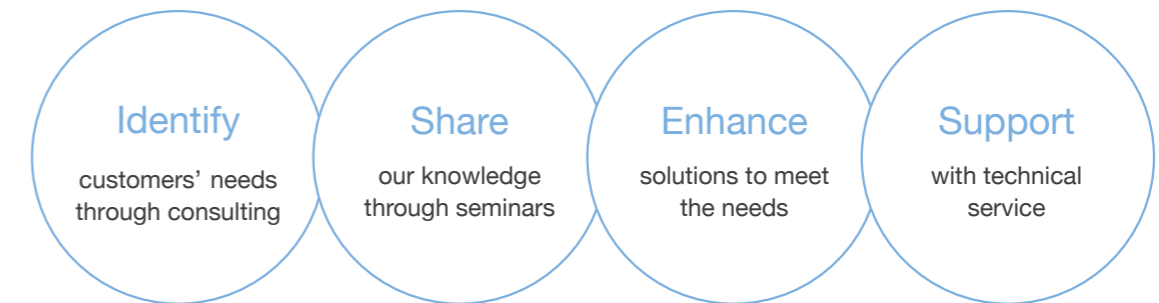 Identify
customers’ needs
through consulting
Share
our knowledge
through seminars
Enhance
solutions to meet
the needs
Support
with technical
service